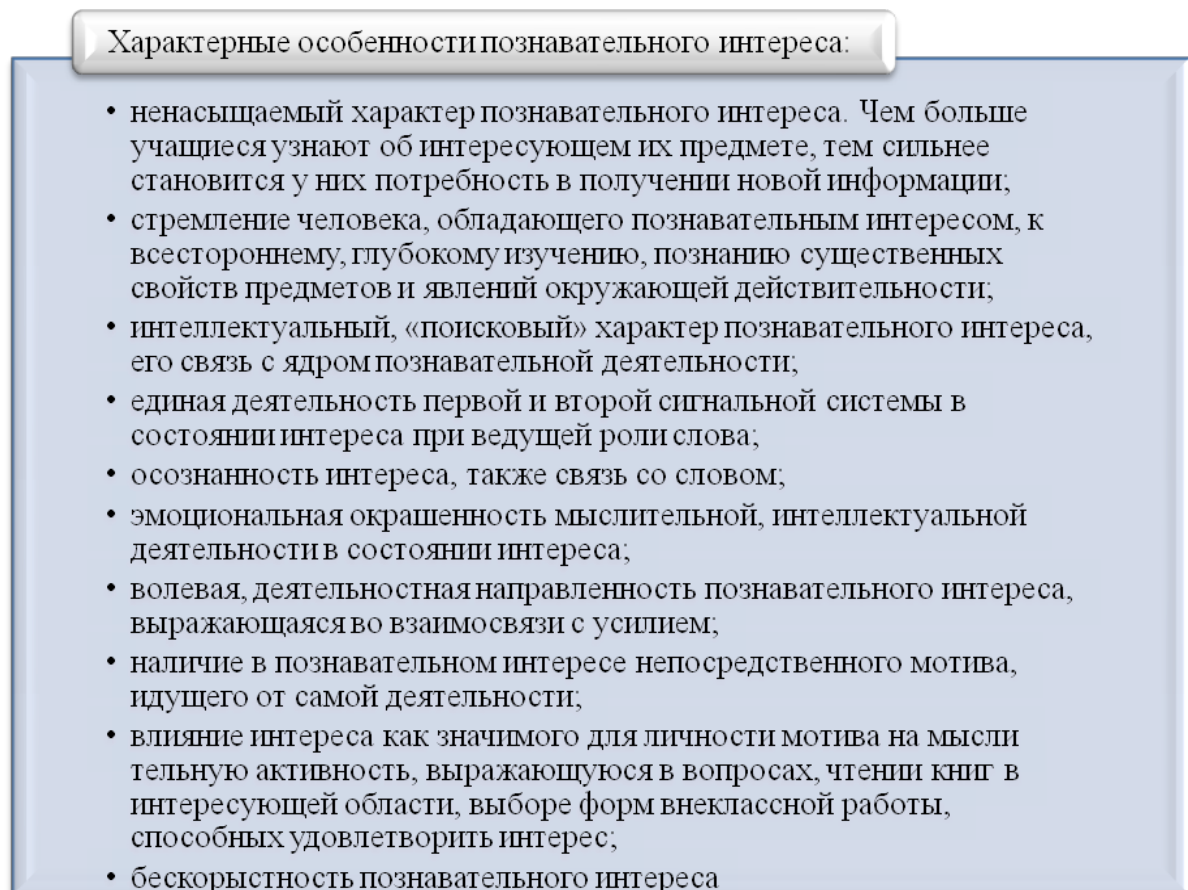 Характерные особенности познавательного интереса:
• ненасыщаемый характер познавательного интереса. Чем больше
учащиеся узнают об интересующем их предмете, тем сильнее
становится у них потребность в получении новой информации;
• стремление человека, обладающего познавательным интересом, к
всестороннему, глубокому изучению, познанию существенных
свойств предметов и явлений окружающей действительности;
• интеллектуальный, «поисковый» характер познавательного интереса,
его связь с ядром познавательной деятельности;
• единая деятельность первой и второй сигнальной системы в
состоянии интереса при ведущей роли слова;
• осознанность интереса, также связь со словом;
• эмоциональная окрашенность мыслительной, интеллектуальной
деятельности в состоянии интереса;
• волевая, деятельностная направленность познавательного интереса,
выражающаяся во взаимосвязи с усилием;
• наличие в познавательном интересе непосредственного мотива,
идущего от самой деятельности;
• влияние интереса как значимого для личности мотива на мысли
тельную активность, выражающуюся в вопросах, чтении книг в
интересующей области, выборе форм внеклассной работы,
способных удовлетворить интерес;
• бескорыстность познавательного интереса